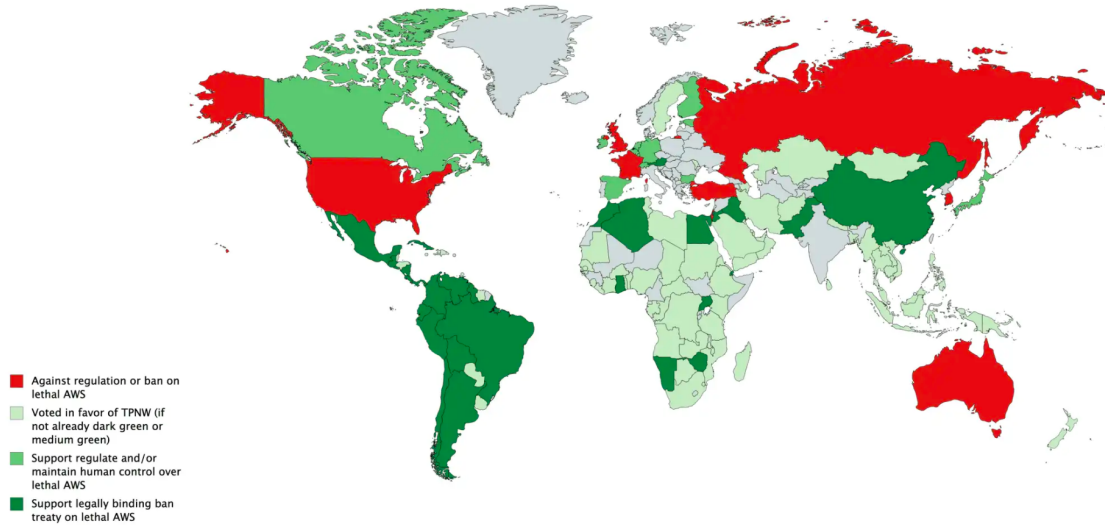 Against regulation or ban on
lethal AWS
Voted in favor of TPNW (if
not already dark green or
medium green)
Support regulate and/or
maintain human control over
lethal AWS
Support legally binding ban
treaty on lethal AWS